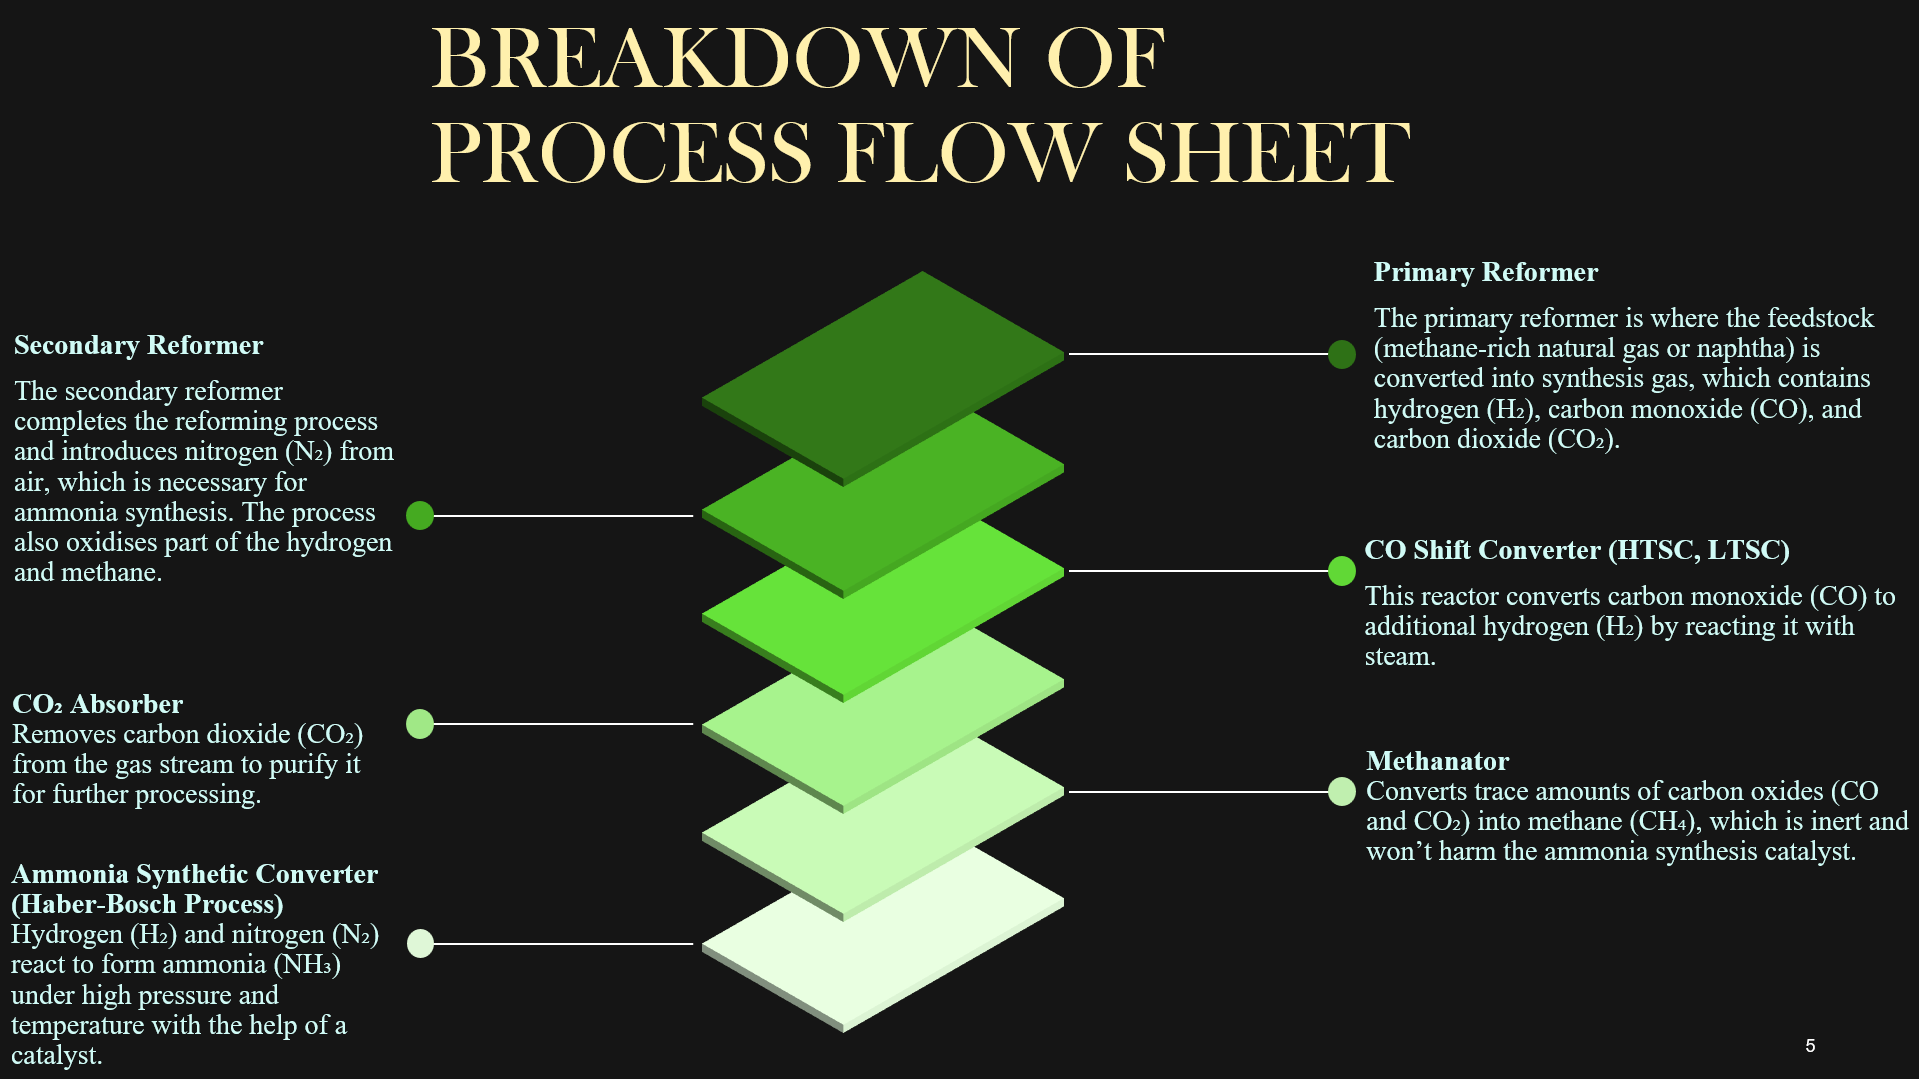 BREAKDOWN OF
PROCESS FLOW SHEET
Primary Reformer
The primary reformer is where the feedstock
(methane-rich natural gas or naphtha) is
converted into synthesis gas, which contains
hydrogen (H₂), carbon monoxide (CO), and
carbon dioxide (CO₂).
Secondary Reformer
The secondary reformer
completes the reforming process
and introduces nitrogen (N₂) from
air, which is necessary for
ammonia synthesis. The process
also oxidises part of the hydrogen
and methane.
CO Shift Converter (HTSC, LTSC)
This reactor converts carbon monoxide (CO) to
additional hydrogen (H₂) by reacting it with
steam.
CO₂ Absorber
Removes carbon dioxide (CO₂)
from the gas stream to purify it
for further processing.
Methanator
Converts trace amounts of carbon oxides (CO
and CO₂) into methane (CH₄), which is inert and
won’t harm the ammonia synthesis catalyst.
Ammonia Synthetic Converter
(Haber-Bosch Process)
Hydrogen (H₂) and nitrogen (N₂)
react to form ammonia (NH₃)
under high pressure and
temperature with the help of a
catalyst.
5